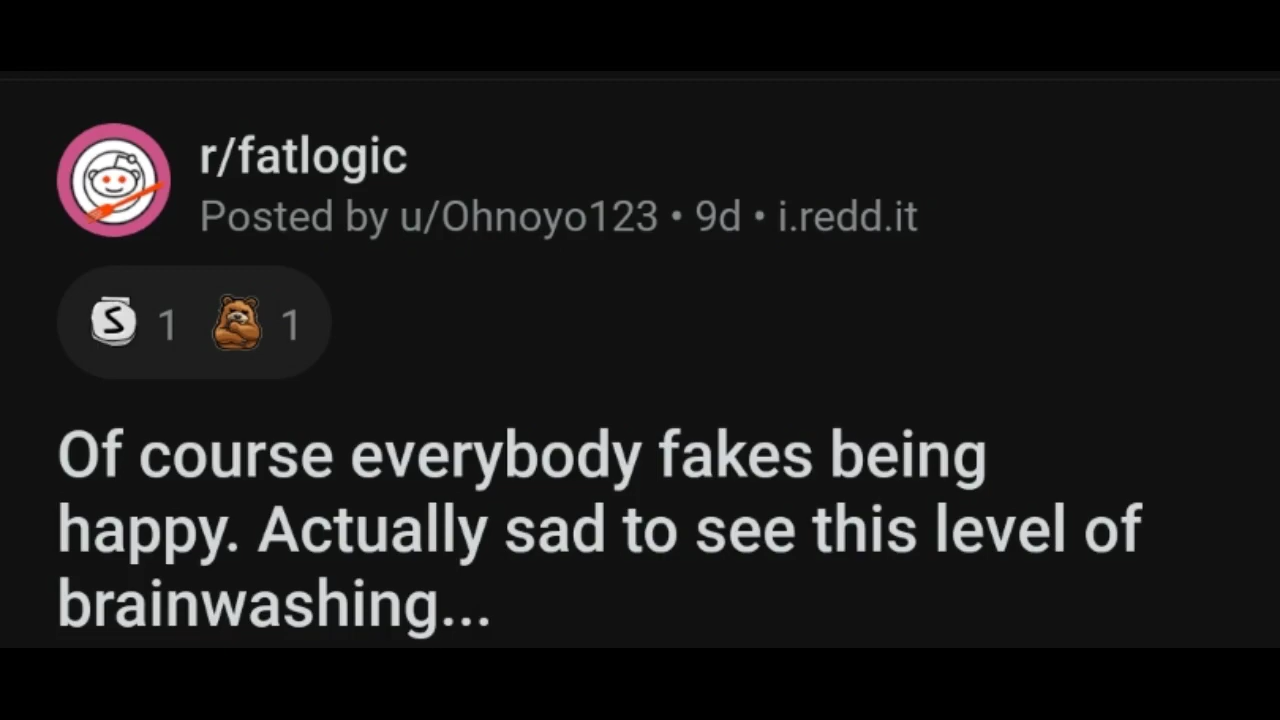 r/fatlogic
Posted by u/Ohnoyo123 • 9d • i.redd.it
S 1 1
Of course everybody fakes being
happy. Actually sad to see this level of
brainwashing...